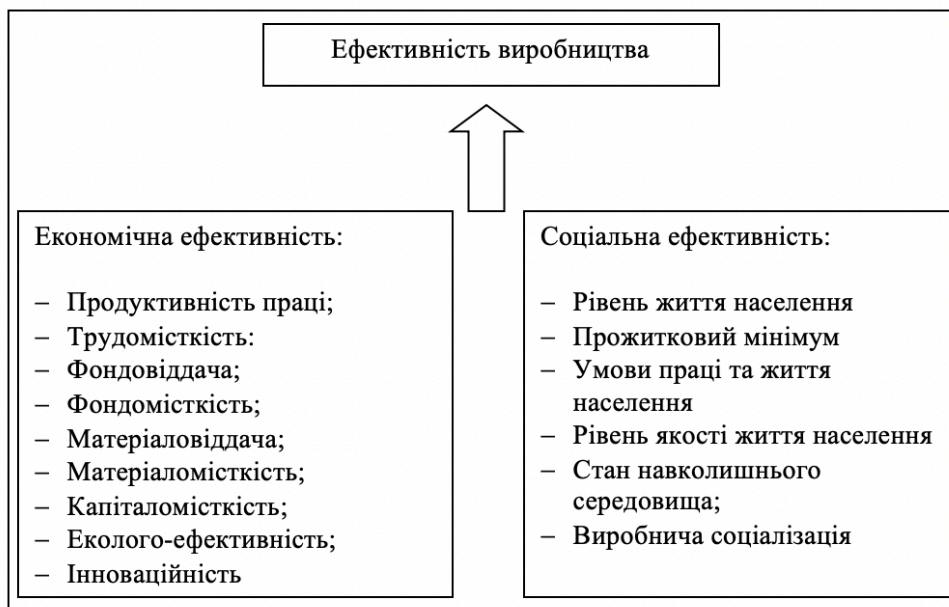 Ефективність виробництва
Економічна ефективність:
– Продуктивність праці;
– Трудомісткість:
– Фондовіддача;
– Фондомісткість;
– Матеріаловіддача;
– Матеріаломісткість;
– Капіталомісткість;
– Еколого-ефективність;
– Інноваційність
Соціальна ефективність:
– Рівень життя населення
– Прожитковий мінімум
– Умови праці та життя
населення
– Рівень якості життя населення
– Стан навколишнього
середовища;
– Виробнича соціалізація